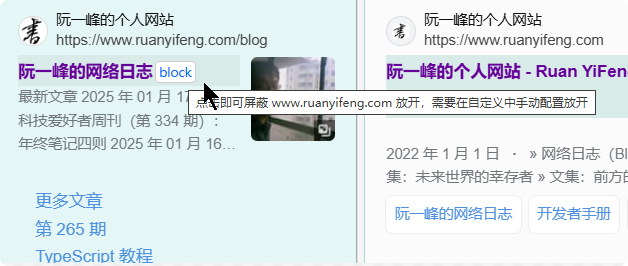 阮一峰的个人网站
https://www.ruanyifeng.com/blog
阮一峰的网络日志 block
点击即可屏蔽 www.ruanyifeng.com 放开，需要在自定义中手动配置放开
最新文章 2025 年 01 月 17
科技爱好者周刊（第 334 期）：
年终笔记四则 2025 年 01 月 16...
更多文章
第 265 期
TypeScript 教程
阮一峰的个人网站
https://www.ruanyifeng.com
阮一峰的个人网站 - Ruan YiFen
2022 年 1 月 1 日 · » 网络日志（Bl
集：未来世界的幸存者 » 文集：前方的
阮一峰的网络日志 开发者手册